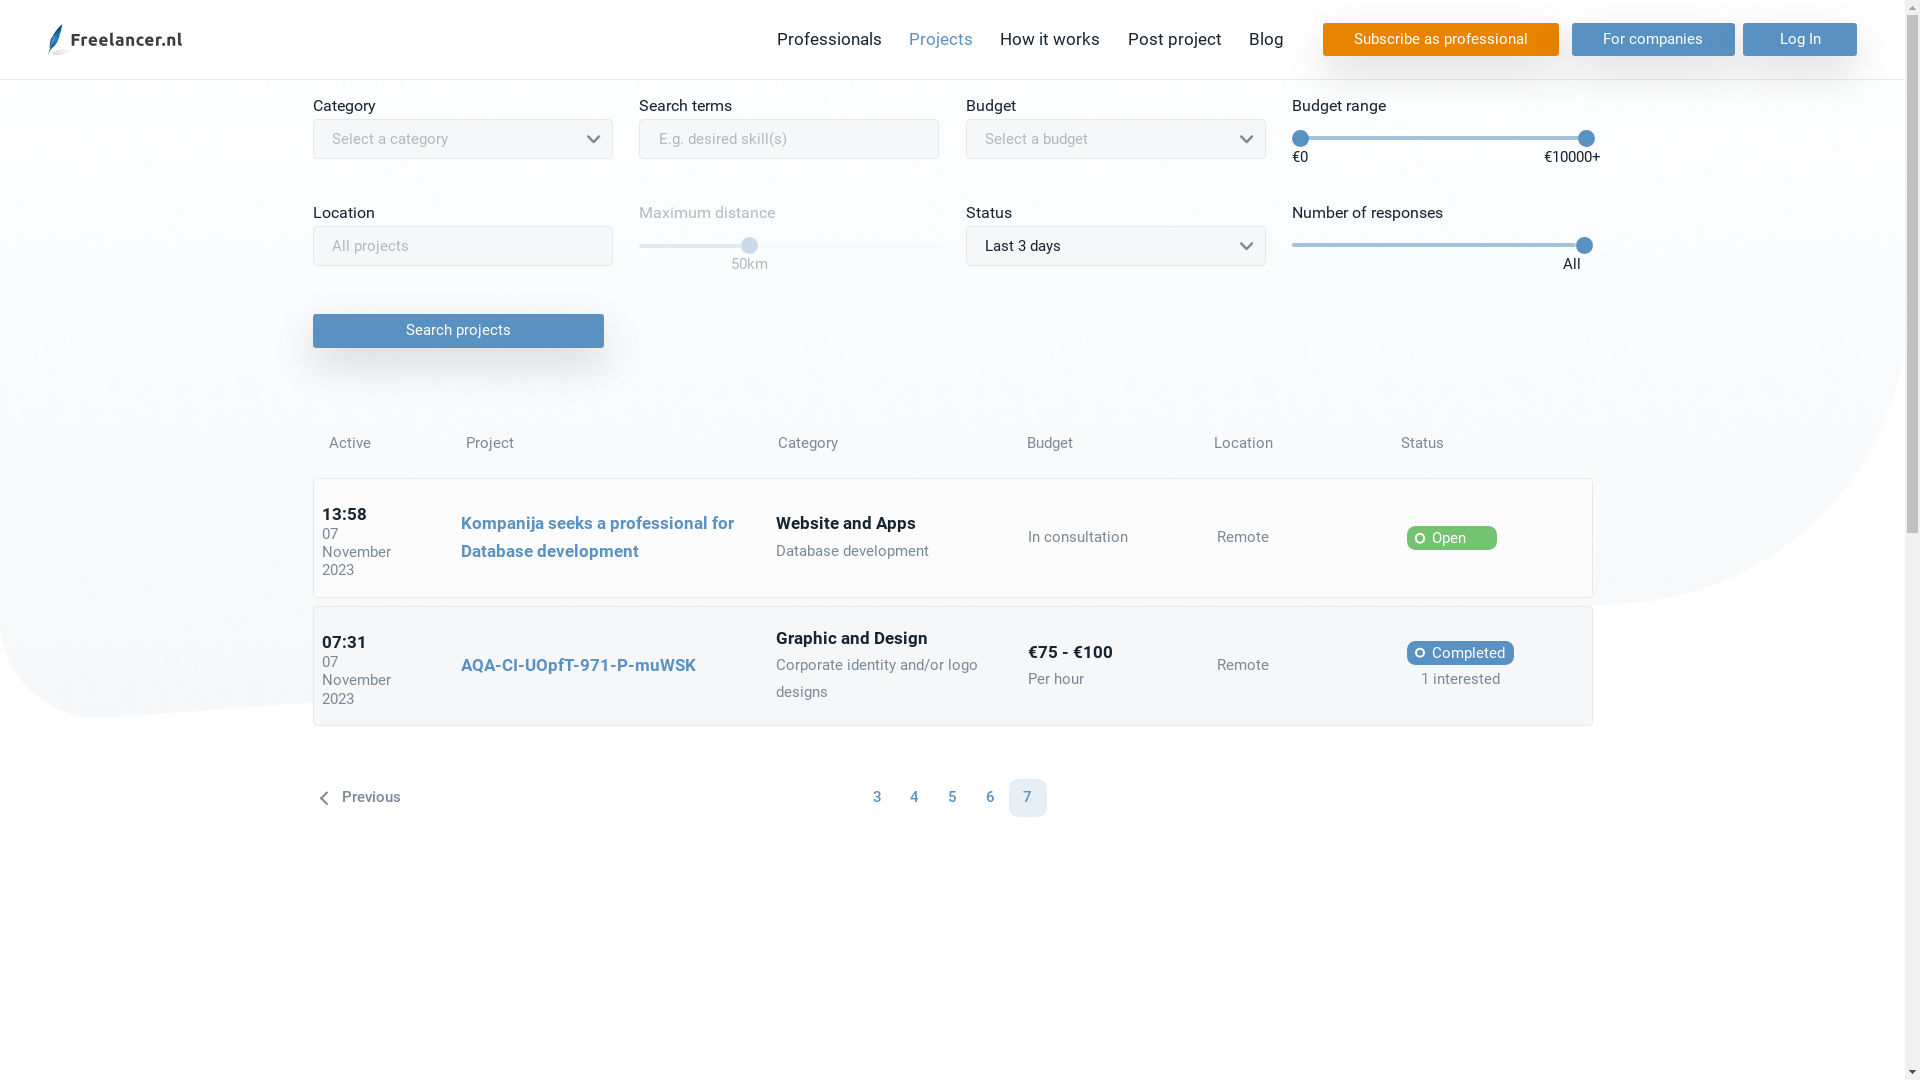 Freelancer.nl
Professionals Projects How it works Post project Blog Subscribe as professional For companies Log In
Category Search terms Budget Budget range
Select a category E.g. desired skill(s) Select a budget
€0 €10000+
Location Maximum distance Status Number of responses
All projects Last 3 days
50km All
Search projects
Active Project Category Budget Location Status
13:58
07
November
2023
Kompanija seeks a professional for
Database development
Website and Apps
Database development
In consultation
Remote
Open
07:31
07
November
2023
AQA-CI-UOpfT-971-P-muWSK
Graphic and Design
Corporate identity and/or logo
designs
€75 - €100
Per hour
Remote
Completed
1 interested
Previous 3 4 5 6 7